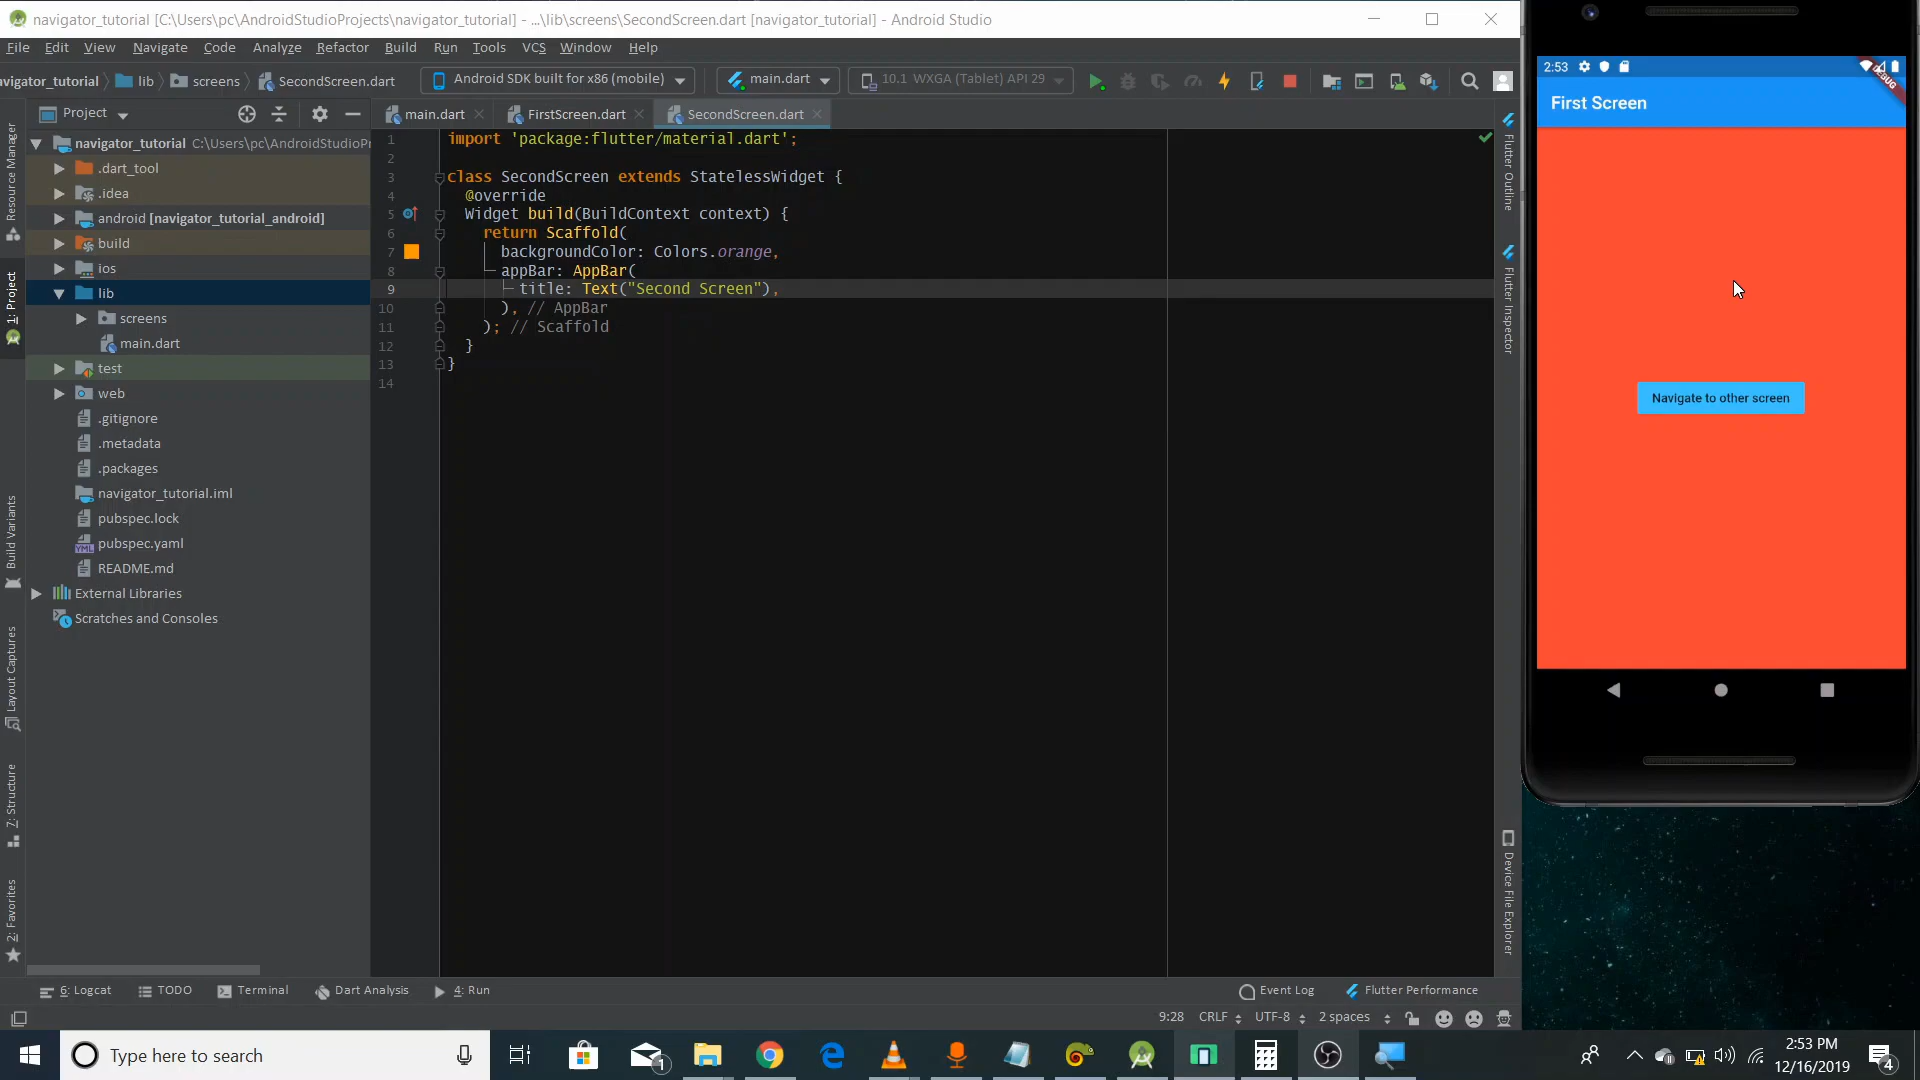 navigator_tutorial [C:\Users\pc\AndroidStudioProjects\navigator_tutorial] - ...\lib\screens\SecondScreen.dart [navigator_tutorial] - Android Studio
File Edit View Navigate Code Analyze Refactor Build Run Tools VCS Window Help
avigator_tutorial lib screens SecondScreen.dart Android SDK built for x86 (mobile) main.dart 10.1 WXGA (Tablet) API 29
Project
main.dart FirstScreen.dart SecondScreen.dart
navigator_tutorial C:\Users\pc\AndroidStudioPr
.dart_tool
.idea
android [navigator_tutorial_android]
build
ios
lib
screens
main.dart
test
web
.gitignore
.metadata
.packages
navigator_tutorial.iml
pubspec.lock
pubspec.yaml
README.md
External Libraries
Scratches and Consoles
Resource Manager
1: Project
Build Variants
Layout Captures
7: Structure
2: Favorites
1 import 'package:flutter/material.dart';
2
3 class SecondScreen extends StatelessWidget {
4 @override
5 Widget build(BuildContext context) {
6 return Scaffold(
7 backgroundColor: Colors.orange,
8 appBar: AppBar(
9 title: Text("Second Screen"),
10 ), // AppBar
11 ); // Scaffold
12 }
13 }
14
Flutter Outline
Flutter Inspector
Device File Explorer
2:53
DEBUG
First Screen
Navigate to other screen
6: Logcat TODO Terminal Dart Analysis 4: Run Event Log Flutter Performance
9:28 CRLF UTF-8 2 spaces
Type here to search
1
2:53 PM
12/16/2019
4